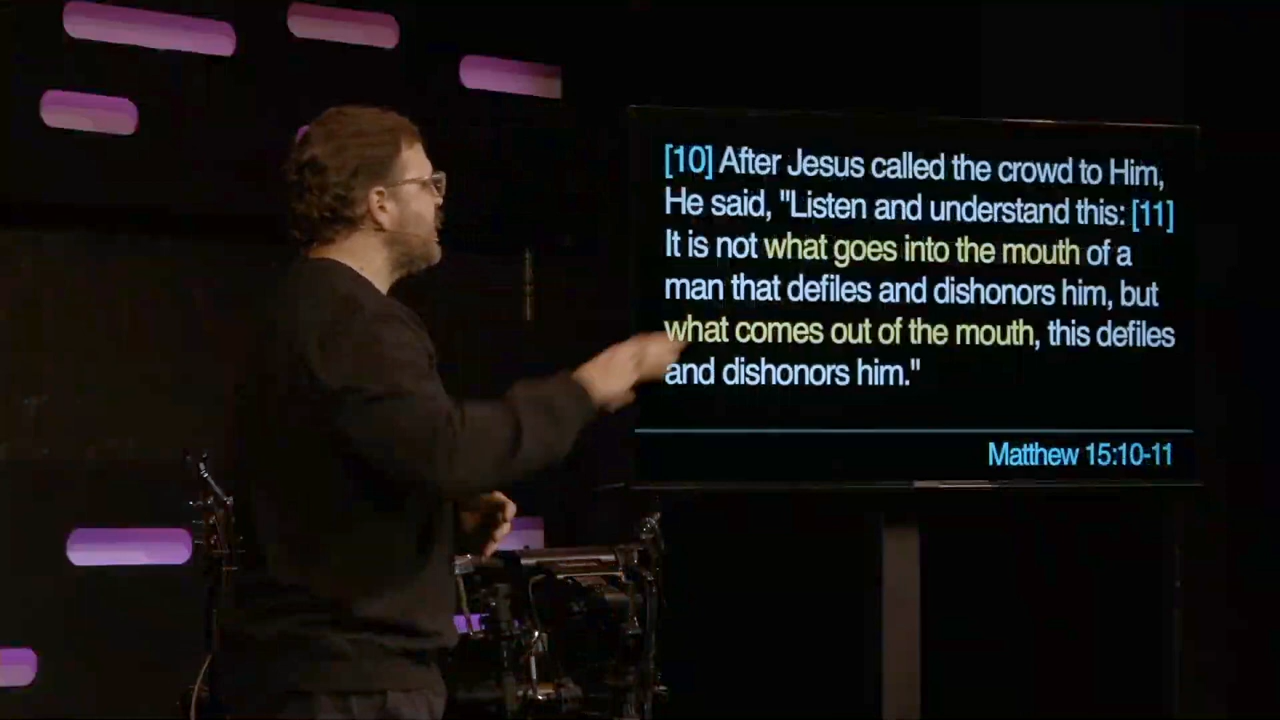 [10] After Jesus called the crowd to Him,
He said, "Listen and understand this: [11]
It is not what goes into the mouth of a
man that defiles and dishonors him, but
what comes out of the mouth, this defiles
and dishonors him."
Matthew 15:10-11